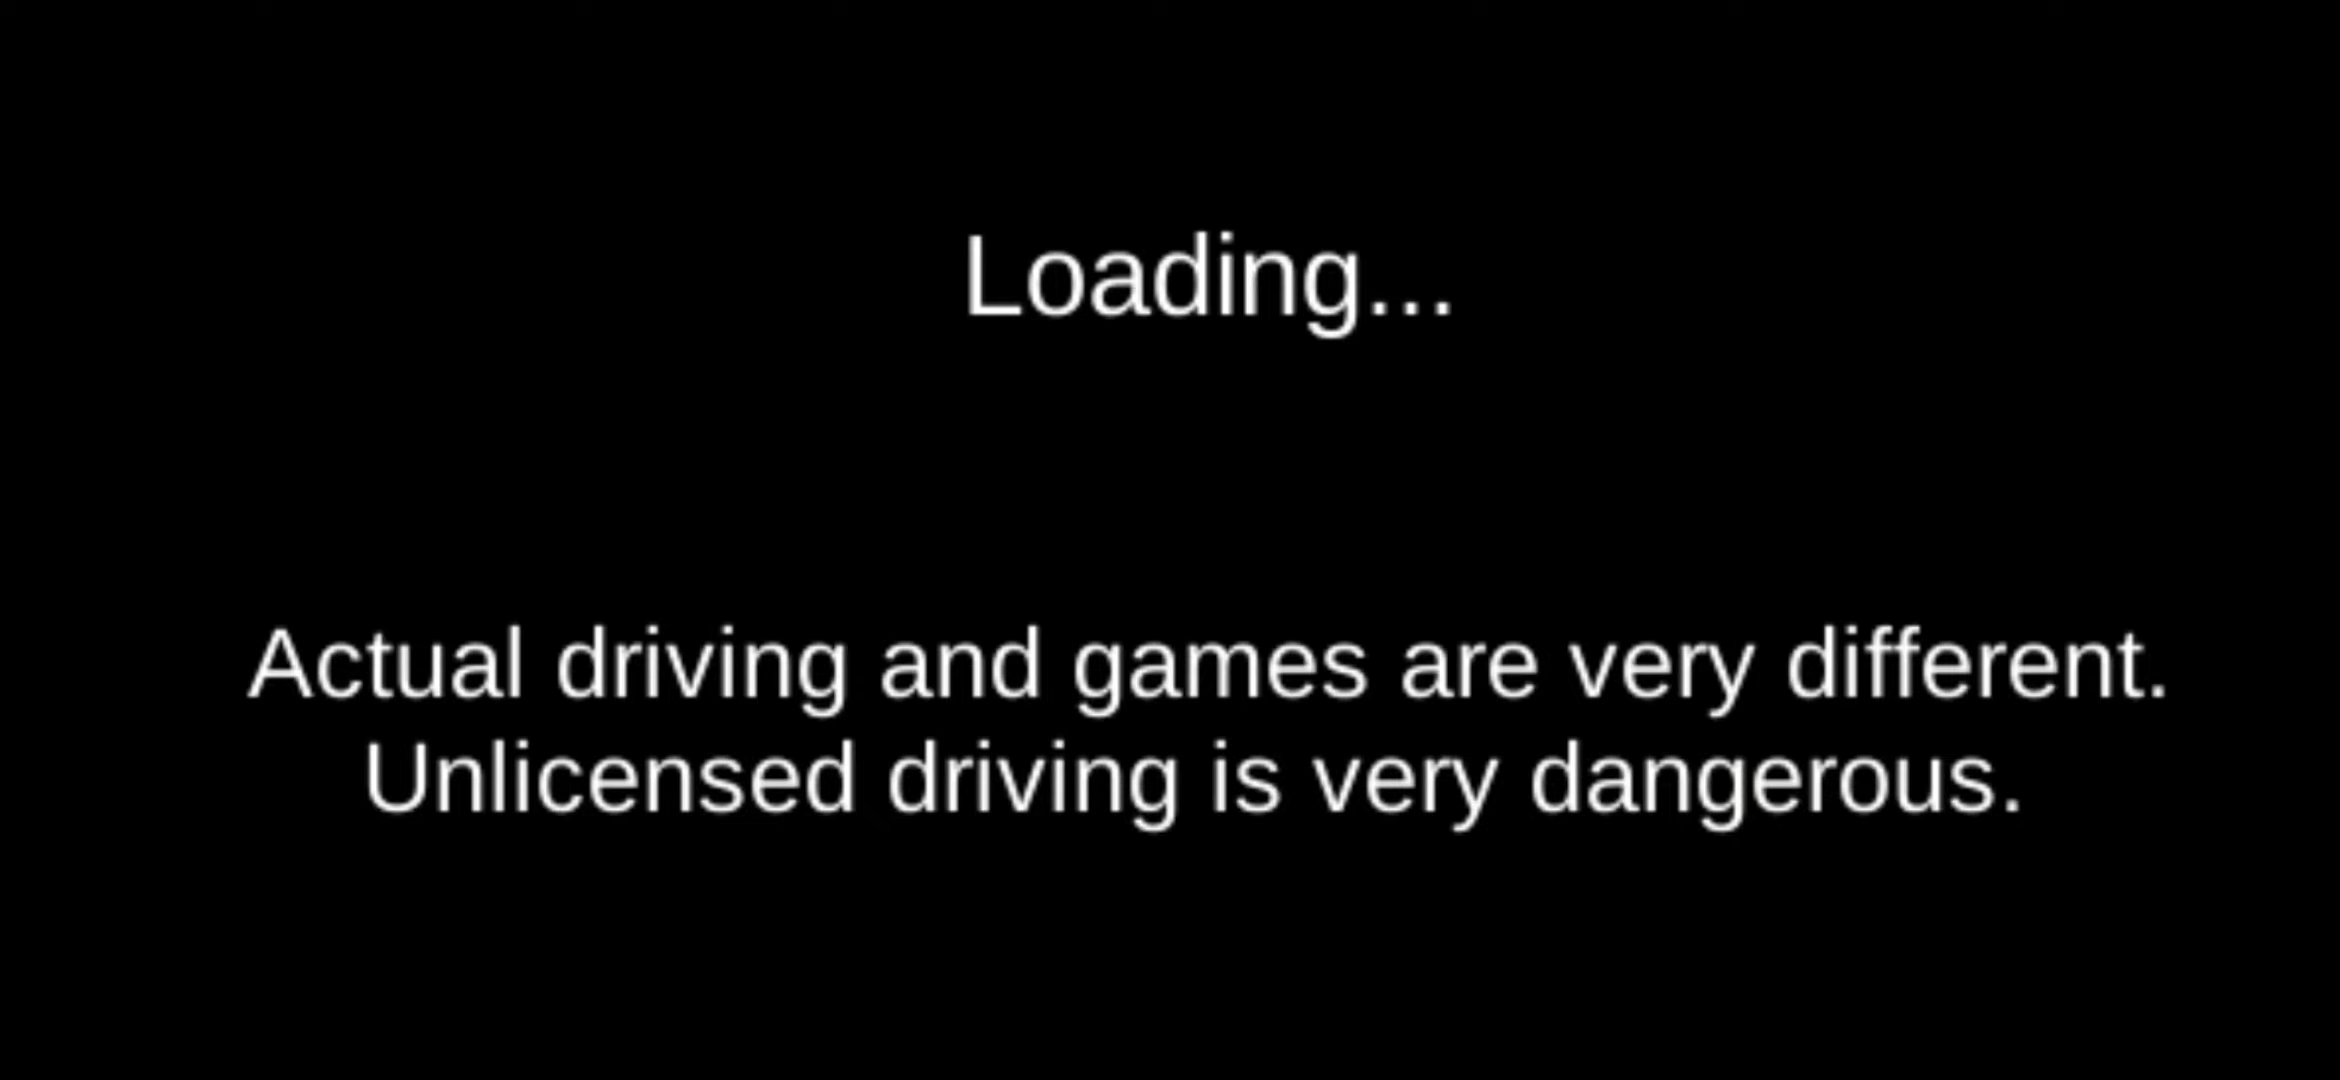 Loading...
Actual driving and games are very different.
Unlicensed driving is very dangerous.